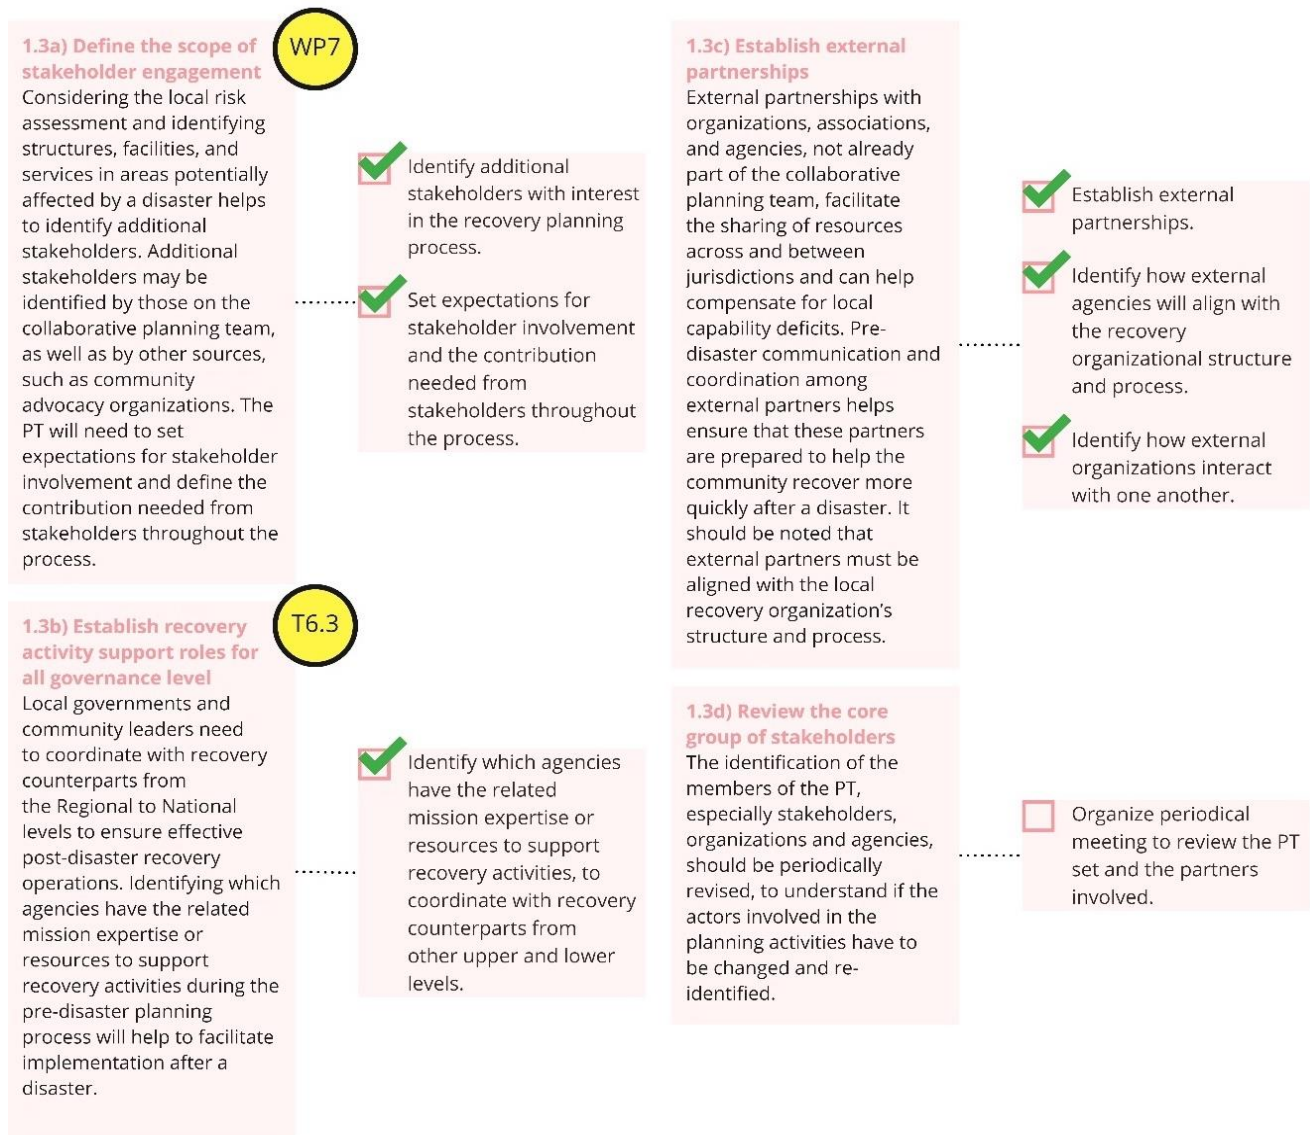 1.3a) Define the scope of
stakeholder engagement
WP7
Considering the local risk
assessment and identifying
structures, facilities, and
services in areas potentially
affected by a disaster helps
to identify additional
stakeholders. Additional
stakeholders may be
identified by those on the
collaborative planning team,
as well as by other sources,
such as community
advocacy organizations. The
PT will need to set
expectations for stakeholder
involvement and define the
contribution needed from
stakeholders throughout the
process.
Identify additional
stakeholders with interest
in the recovery planning
process.
Set expectations for
stakeholder involvement
and the contribution
needed from
stakeholders throughout
the process.
1.3b) Establish recovery
activity support roles for
all governance level
T6.3
Local governments and
community leaders need
to coordinate with recovery
counterparts from
the Regional to National
levels to ensure effective
post-disaster recovery
operations. Identifying which
agencies have the related
mission expertise or
resources to support
recovery activities during the
pre-disaster planning
process will help to facilitate
implementation after a
disaster.
Identify which agencies
have the related
mission expertise or
resources to support
recovery activities, to
coordinate with recovery
counterparts from
other upper and lower
levels.
1.3c) Establish external
partnerships
External partnerships with
organizations, associations,
and agencies, not already
part of the collaborative
planning team, facilitate
the sharing of resources
across and between
jurisdictions and can help
compensate for local
capability deficits. Pre-
disaster communication and
coordination among
external partners helps
ensure that these partners
are prepared to help the
community recover more
quickly after a disaster. It
should be noted that
external partners must be
aligned with the local
recovery organization’s
structure and process.
Establish external
partnerships.
Identify how external
agencies will align with
the recovery
organizational structure
and process.
Identify how external
organizations interact
with one another.
1.3d) Review the core
group of stakeholders
The identification of the
members of the PT,
especially stakeholders,
organizations and agencies,
should be periodically
revised, to understand if the
actors involved in the
planning activities have to
be changed and re-
identified.
Organize periodical
meeting to review the PT
set and the partners
involved.